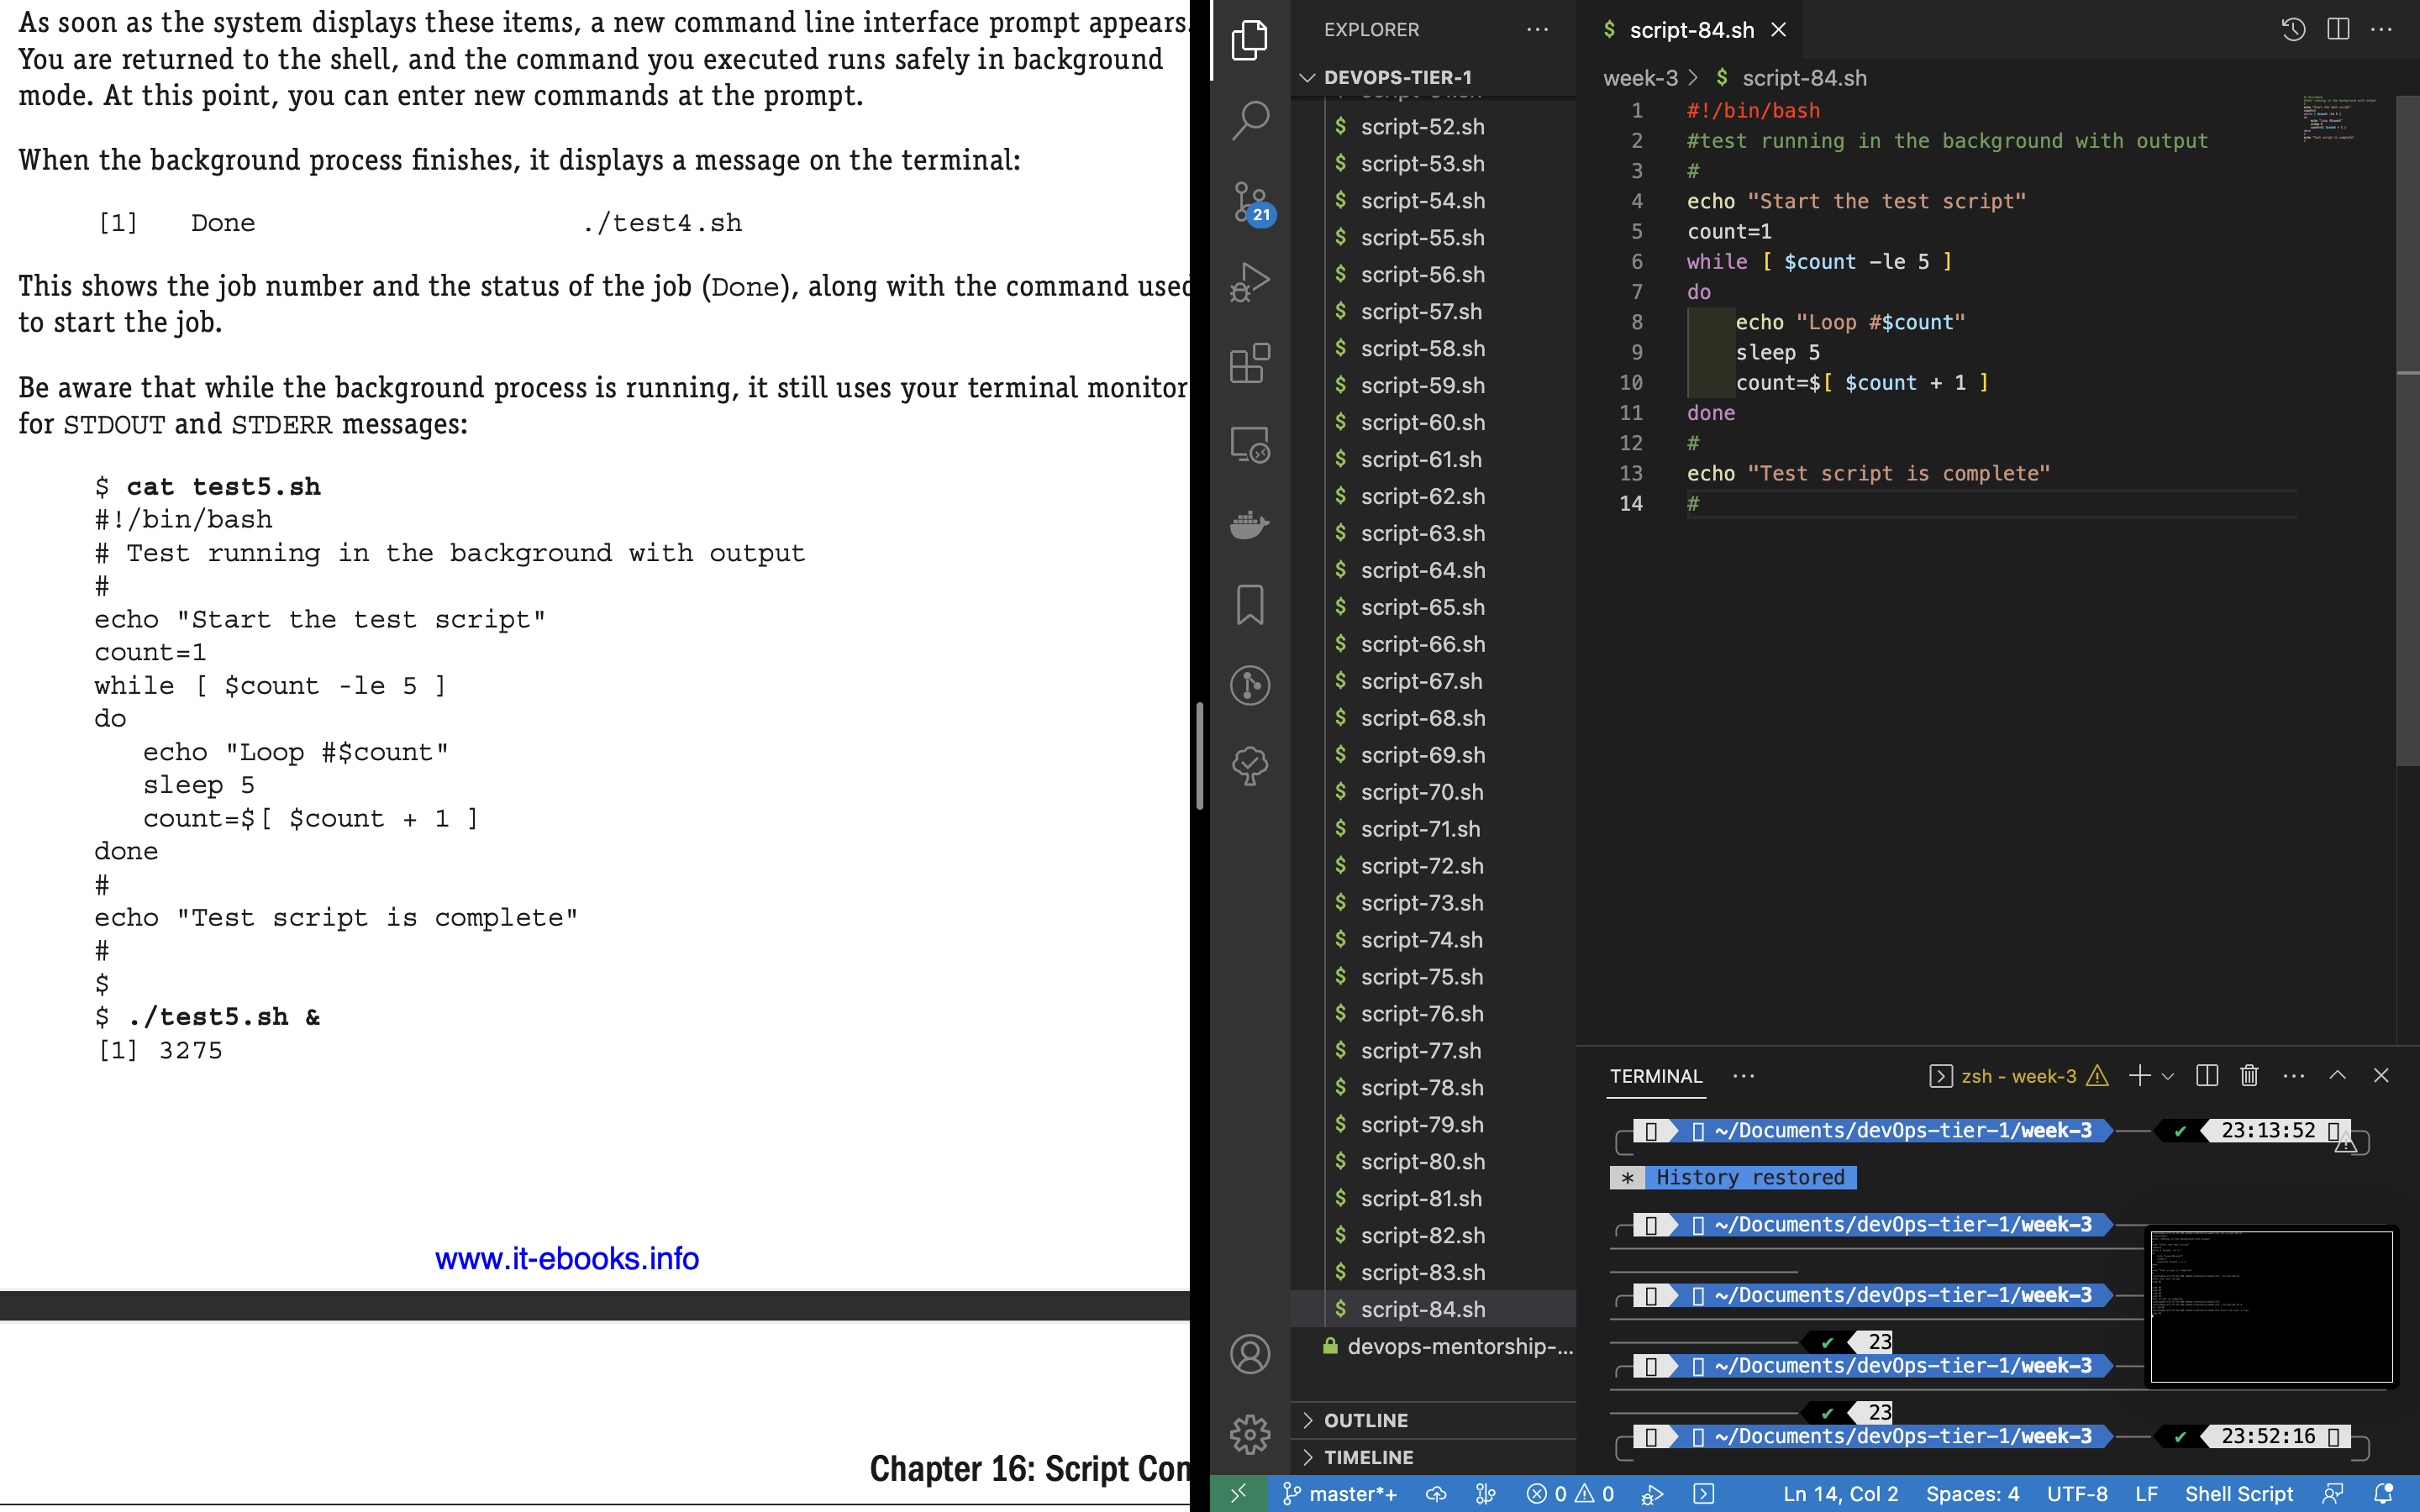 As soon as the system displays these items, a new command line interface prompt appears.
You are returned to the shell, and the command you executed runs safely in background
mode. At this point, you can enter new commands at the prompt.
When the background process finishes, it displays a message on the terminal:
[1] Done ./test4.sh
This shows the job number and the status of the job (Done), along with the command used
to start the job.
Be aware that while the background process is running, it still uses your terminal monitor
for STDOUT and STDERR messages:
$ cat test5.sh
#!/bin/bash
# Test running in the background with output
#
echo "Start the test script"
count=1
while [ $count -le 5 ]
do
echo "Loop #$count"
sleep 5
count=$[ $count + 1 ]
done
#
echo "Test script is complete"
#
$
$ ./test5.sh &
[1] 3275
www.it-ebooks.info
Chapter 16: Script Con
21
EXPLORER ...
DEVOPS-TIER-1
$ script-52.sh
$ script-53.sh
$ script-54.sh
$ script-55.sh
$ script-56.sh
$ script-57.sh
$ script-58.sh
$ script-59.sh
$ script-60.sh
$ script-61.sh
$ script-62.sh
$ script-63.sh
$ script-64.sh
$ script-65.sh
$ script-66.sh
$ script-67.sh
$ script-68.sh
$ script-69.sh
$ script-70.sh
$ script-71.sh
$ script-72.sh
$ script-73.sh
$ script-74.sh
$ script-75.sh
$ script-76.sh
$ script-77.sh
$ script-78.sh
$ script-79.sh
$ script-80.sh
$ script-81.sh
$ script-82.sh
$ script-83.sh
$ script-84.sh
devops-mentorship-...
OUTLINE
TIMELINE
$ script-84.sh
week-3 > $ script-84.sh
1 #!/bin/bash
2 #test running in the background with output
3 #
4 echo "Start the test script"
5 count=1
6 while [ $count -le 5 ]
7 do
8 echo "Loop #$count"
9 sleep 5
10 count=$[ $count + 1 ]
11 done
12 #
13 echo "Test script is complete"
14 #
TERMINAL ... zsh - week-3
~/Documents/devOps-tier-1/week-3 ✔ 23:13:52
* History restored
~/Documents/devOps-tier-1/week-3
~/Documents/devOps-tier-1/week-3
✔ 23
~/Documents/devOps-tier-1/week-3
✔ 23
~/Documents/devOps-tier-1/week-3 ✔ 23:52:16
master*+ 0 0 Ln 14, Col 2 Spaces: 4 UTF-8 LF Shell Script